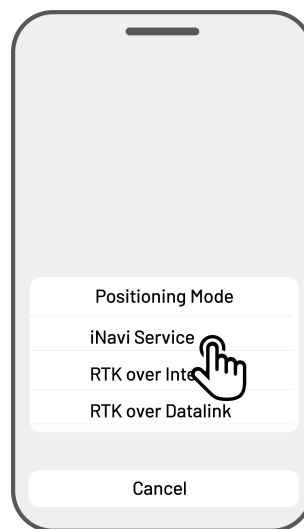 Positioning Mode
iNavi Service
RTK over Inte
RTK over Datalink
Cancel